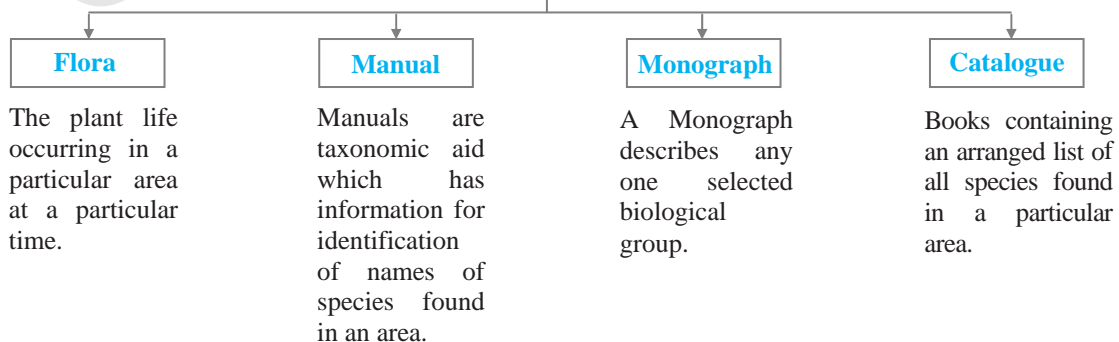 Flora
The plant life
occurring in a
particular area
at a particular
time.
Manual
Manuals are
taxonomic aid
which has
information for
identification
of names of
species found
in an area.
Monograph
A Monograph
describes any
one selected
biological
group.
Catalogue
Books containing
an arranged list of
all species found
in a particular
area.